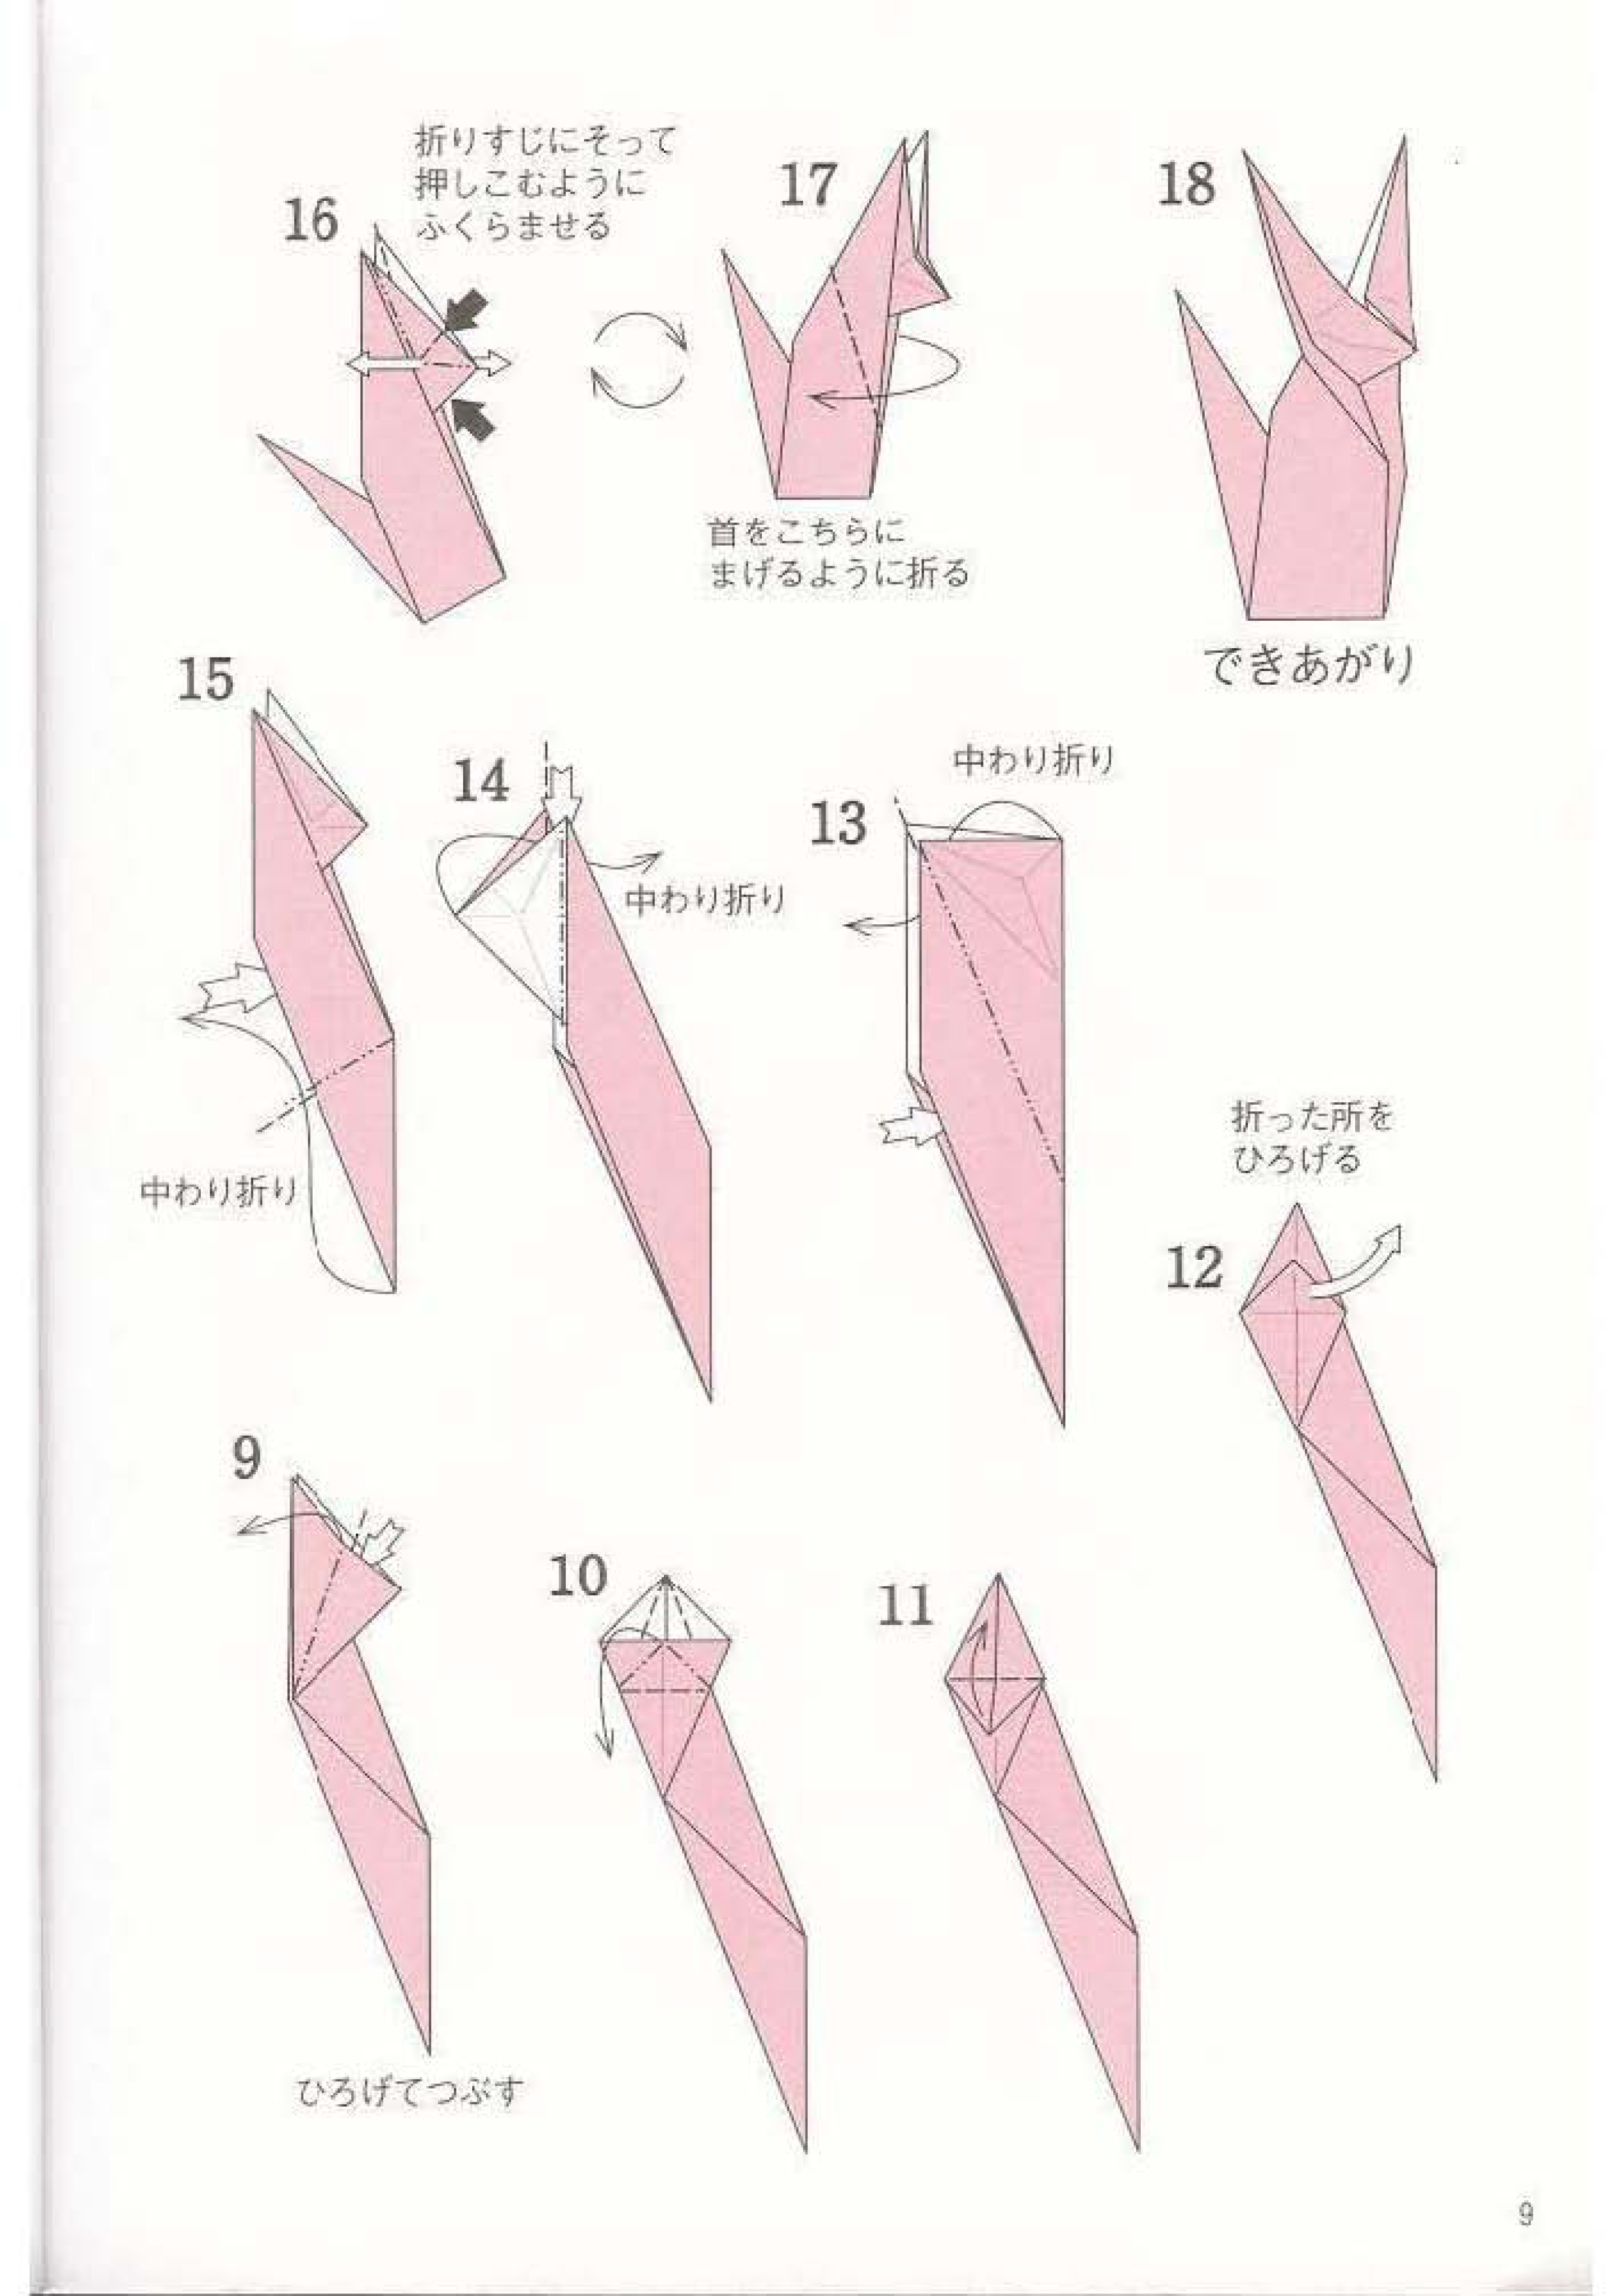 16
折りすじにそって
押しこむように
ふくらませる
17
首をこちらに
まげるように折る
18
できあがり
15
中わり折り
14
中わり折り
13
中わり折り
12
折った所を
ひろげる
9
ひろげてつぶす
10
11
9